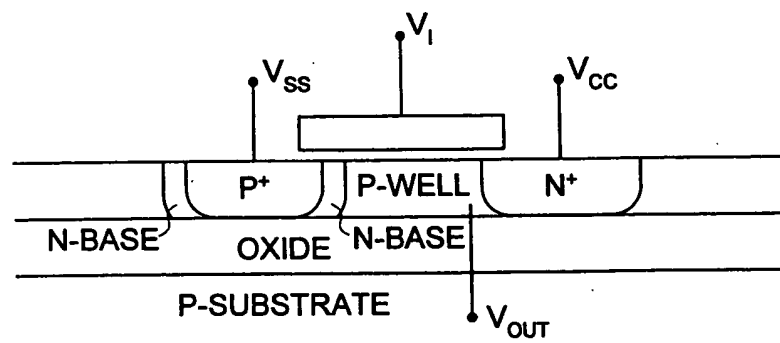 V_I
V_SS
V_CC
P+
P-WELL
N+
N-BASE
OXIDE
N-BASE
P-SUBSTRATE
V_OUT